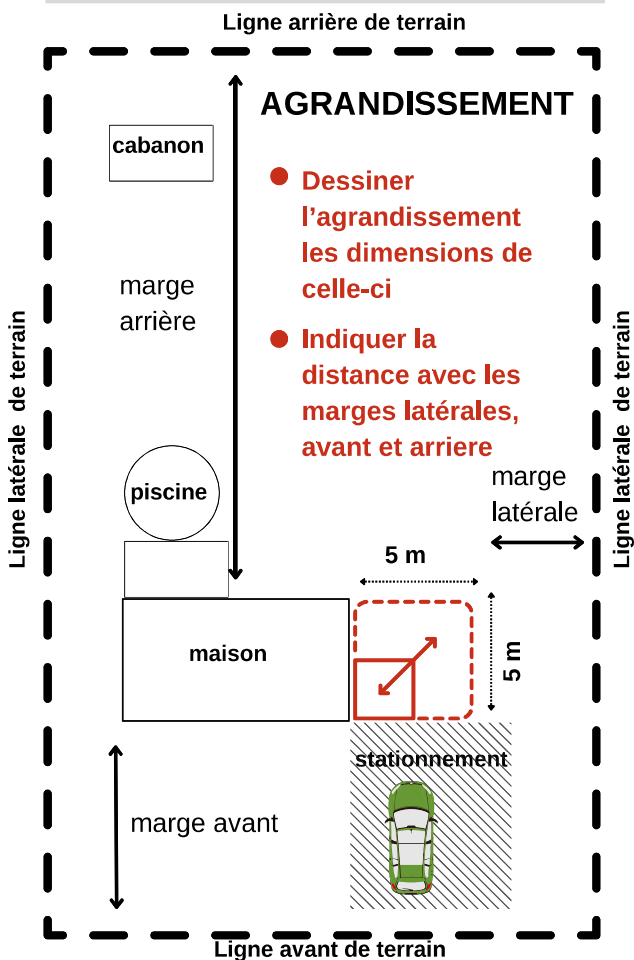 Ligne arrière de terrain
AGRANDISSEMENT
cabanon
Dessiner
l'agrandissement
les dimensions de
celle-ci
marge
arrière
Indiquer la
distance avec les
marges latérales,
avant et arriere
Ligne latérale de terrain
Ligne latérale de terrain
marge
latérale
piscine
5 m
maison
5 m
stationnement
marge avant
Ligne avant de terrain